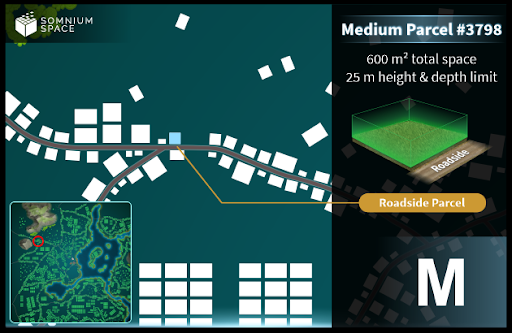 SOMNIUM
SPACE
Medium Parcel #3798
600 m² total space
25 m height & depth limit
Roadside
Roadside Parcel
M